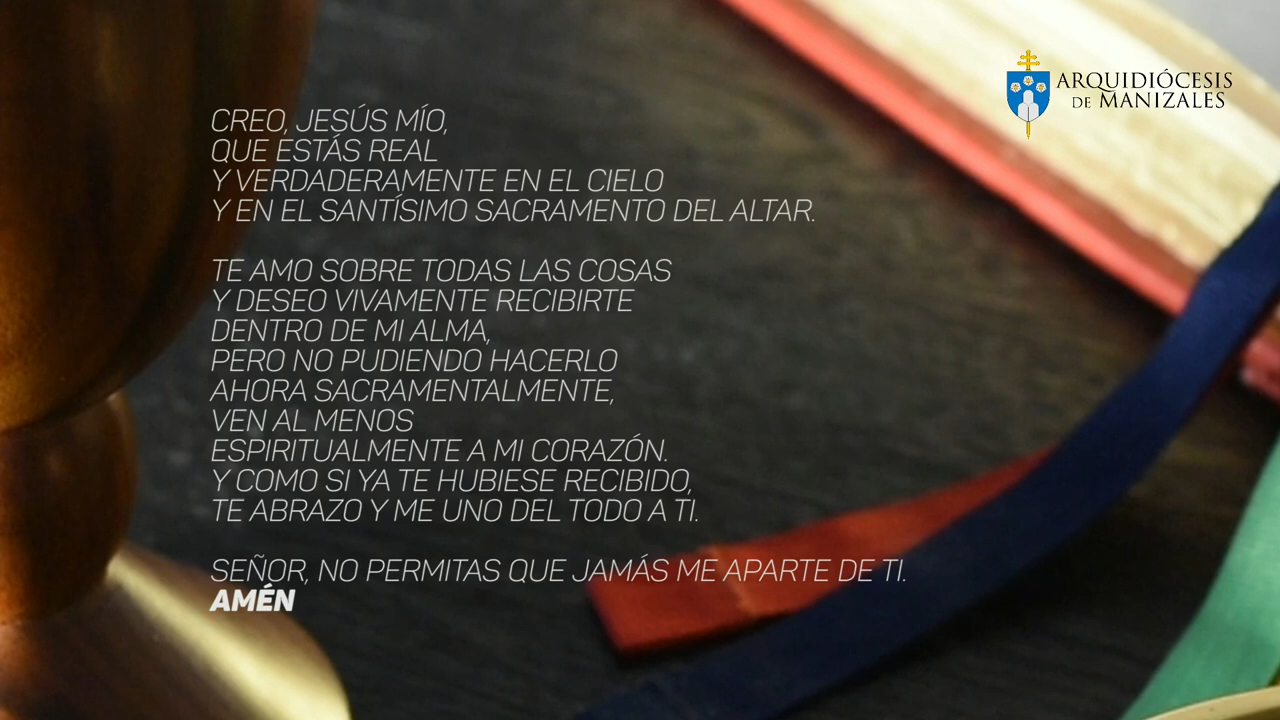 ARQUIDIÓCESIS
DE MANIZALES
CREO, JESÚS MÍO,
QUE ESTÁS REAL
Y VERDADERAMENTE EN EL CIELO
Y EN EL SANTÍSIMO SACRAMENTO DEL ALTAR.
TE AMO SOBRE TODAS LAS COSAS
Y DESEO VIVAMENTE RECIBIRTE
DENTRO DE MI ALMA,
PERO NO PUDIENDO HACERLO
AHORA SACRAMENTALMENTE,
VEN AL MENOS
ESPIRITUALMENTE A MI CORAZÓN.
Y COMO SI YA TE HUBIESE RECIBIDO,
TE ABRAZO Y ME UNO DEL TODO A TI.
SEÑOR, NO PERMITAS QUE JAMÁS ME APARTE DE TI.
AMÉN